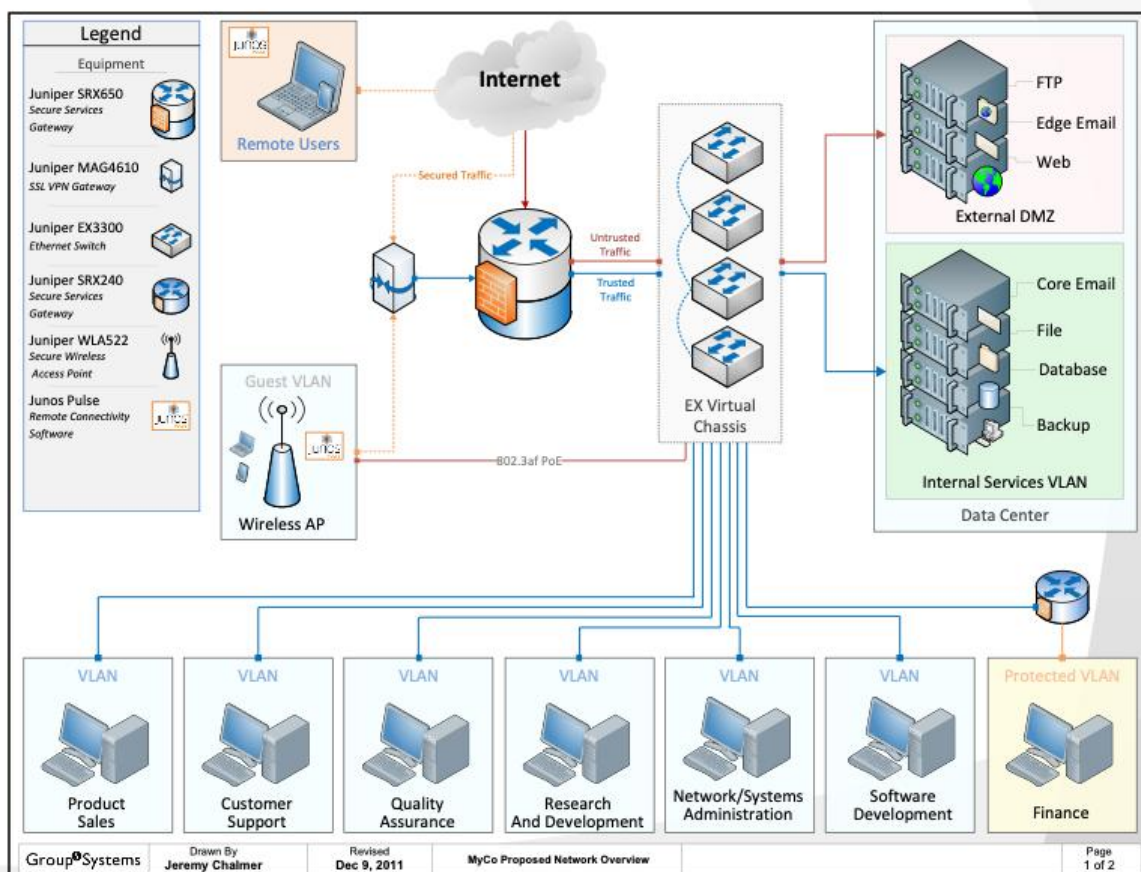 Legend
Equipment
Juniper SRX650
Secure Services
Gateway
Juniper MAG4610
SSL VPN Gateway
Juniper EX3300
Ethernet Switch
Juniper SRX240
Secure Services
Gateway
Juniper WLA522
Secure Wireless
Access Point
Junos Pulse
Remote Connectivity
Software
JUNOS
JUNOS
Remote Users
Internet
Secured Traffic
Untrusted
Traffic
Trusted
Traffic
EX Virtual
Chassis
FTP
Edge Email
Web
External DMZ
Core Email
File
Database
Backup
Internal Services VLAN
Data Center
Guest VLAN
JUNOS
Wireless AP
802.3af PoE
VLAN
Product
Sales
VLAN
Customer
Support
VLAN
Quality
Assurance
VLAN
Research
And Development
VLAN
Network/Systems
Administration
VLAN
Software
Development
Protected VLAN
Finance
Group Systems
Drawn By
Jeremy Chalmer
Revised
Dec 9, 2011
MyCo Proposed Network Overview
Page
1 of 2